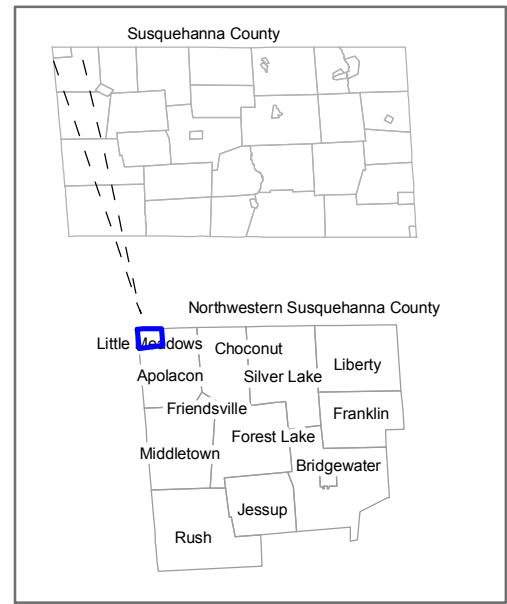 Susquehanna County
Northwestern Susquehanna County
Little Meadows
Choconut
Liberty
Apolacon
Silver Lake
Friendsville
Franklin
Forest Lake
Middletown
Bridgewater
Jessup
Rush